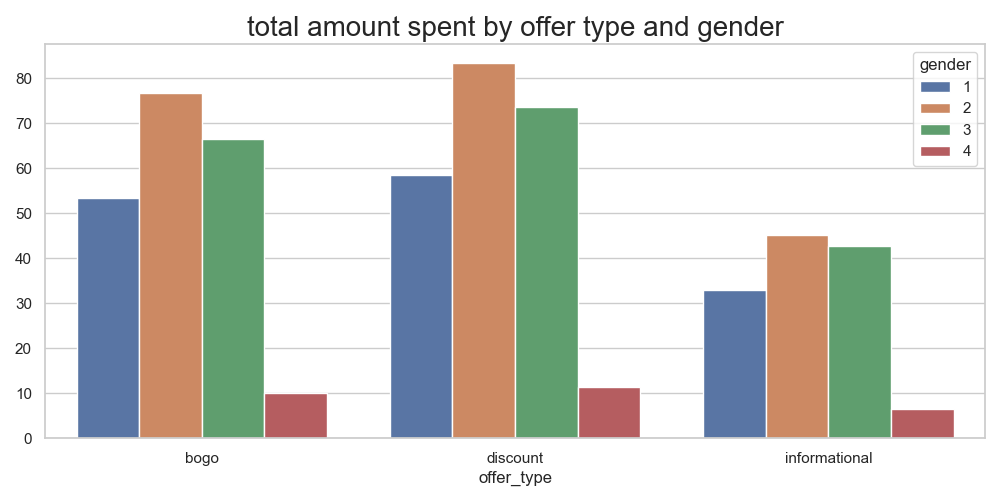 total amount spent by offer type and gender
gender
1
2
3
4
80
70
60
50
40
30
20
10
0
bogo
discount
informational
offer_type